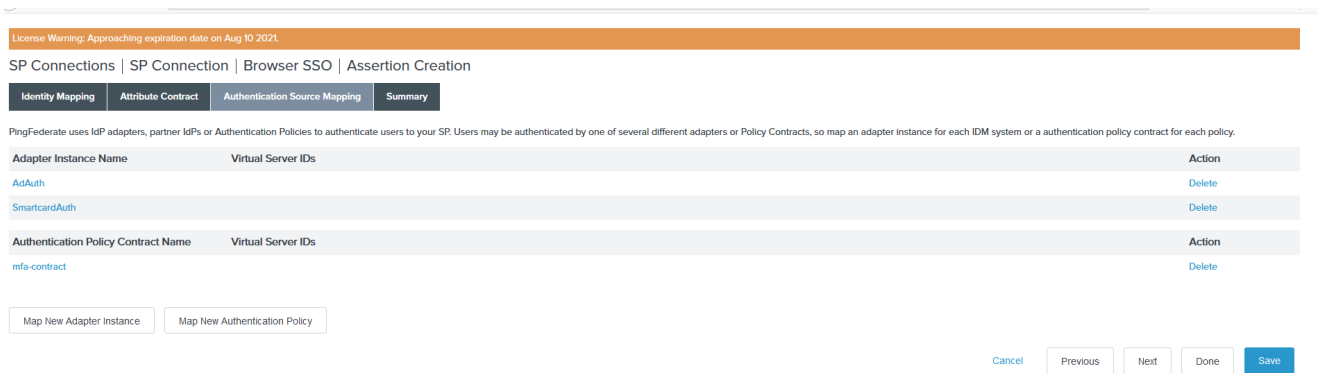 License Warning: Approaching expiration date on Aug 10 2021.
SP Connections | SP Connection | Browser SSO | Assertion Creation
Identity Mapping Attribute Contract Authentication Source Mapping Summary
PingFederate uses IdP adapters, partner IdPs or Authentication Policies to authenticate users to your SP. Users may be authenticated by one of several different adapters or Policy Contracts, so map an adapter instance for each IDM system or a authentication policy contract for each policy.
Adapter Instance Name Virtual Server IDs Action
AdAuth Delete
SmartcardAuth Delete
Authentication Policy Contract Name Virtual Server IDs Action
mfa-contract Delete
Map New Adapter Instance Map New Authentication Policy
Cancel Previous Next Done Save